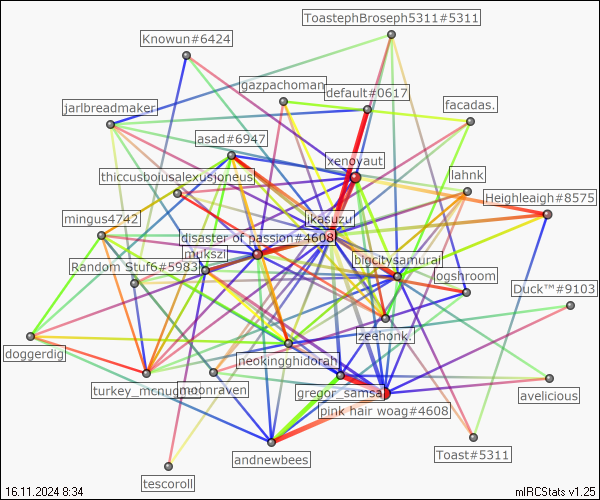 ToastephBroseph5311#5311
Knowun#6424
gazpachoman
default#0617
jarlbreadmaker
facadas.
asad#6947
xenoyaut
thiccusboiusalexusjoneus
lahnk
Heighleaigh#8575
mingus4742
jkasuzu
disaster of passion#4608
mukszi
bigcitysamurai
Random Stuf6#5983
ogshroom
Duck™#9103
zeehonk.
doggerdig
neokingghidorah
turkey_mcnugget
moonraven
gregor_samsa
avelicious
pink hair woag#4608
andnewbees
Toast#5311
tescoroll
16.11.2024 8:34
mIRCStats v1.25